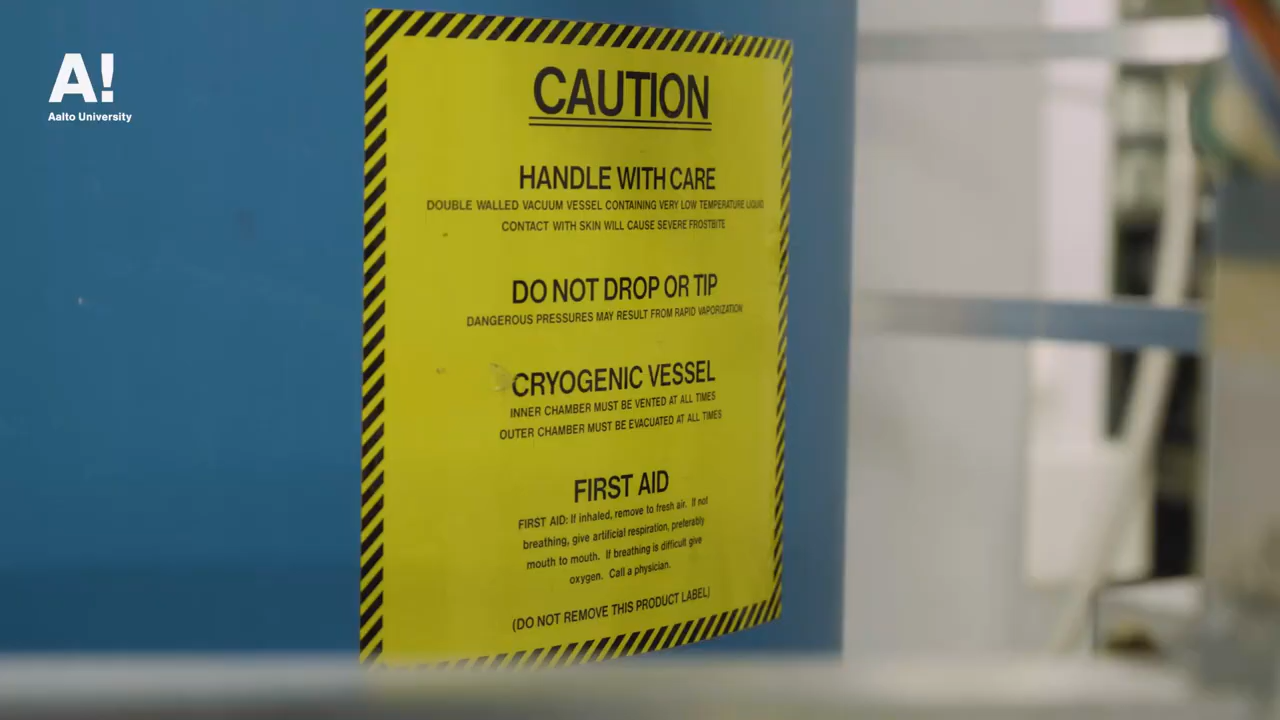 A!
Aalto University
CAUTION
HANDLE WITH CARE
DOUBLE WALLED VACUUM VESSEL CONTAINING VERY LOW TEMPERATURE LIQUID
CONTACT WITH SKIN WILL CAUSE SEVERE FROSTBITE
DO NOT DROP OR TIP
DANGEROUS PRESSURES MAY RESULT FROM RAPID VAPORIZATION
CRYOGENIC VESSEL
INNER CHAMBER MUST BE VENTED AT ALL TIMES
OUTER CHAMBER MUST BE EVACUATED AT ALL TIMES
FIRST AID
FIRST AID: If inhaled, remove to fresh air. If not
breathing, give artificial respiration, preferably
mouth to mouth. If breathing is difficult give
oxygen. Call a physician.
(DO NOT REMOVE THIS PRODUCT LABEL)